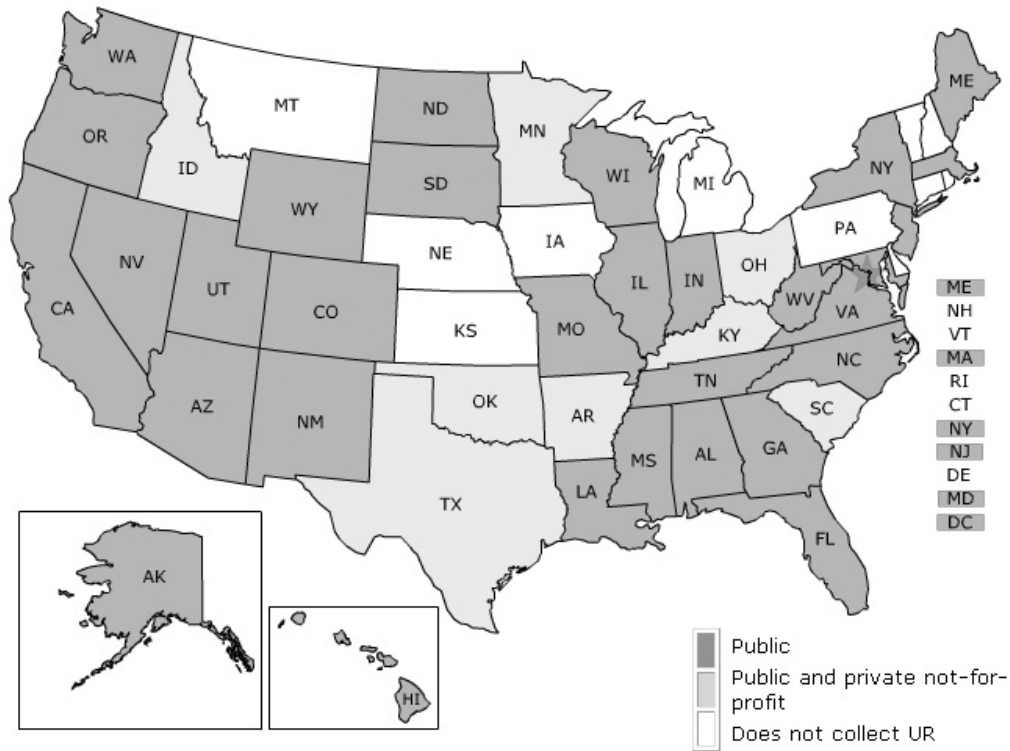 WA
ME
MT
ND
OR
MN
ID
SD
WI
NY
WY
MI
NE
IA
PA
NV
OH
UT
IL
IN
CA
CO
WV
VA
KS
MO
KY
NC
TN
AZ
OK
NM
AR
SC
MS
AL
GA
TX
LA
FL
ME
NH
VT
MA
RI
CT
NY
NJ
DE
MD
DC
AK
HI
Public
Public and private not-for-
profit
Does not collect UR